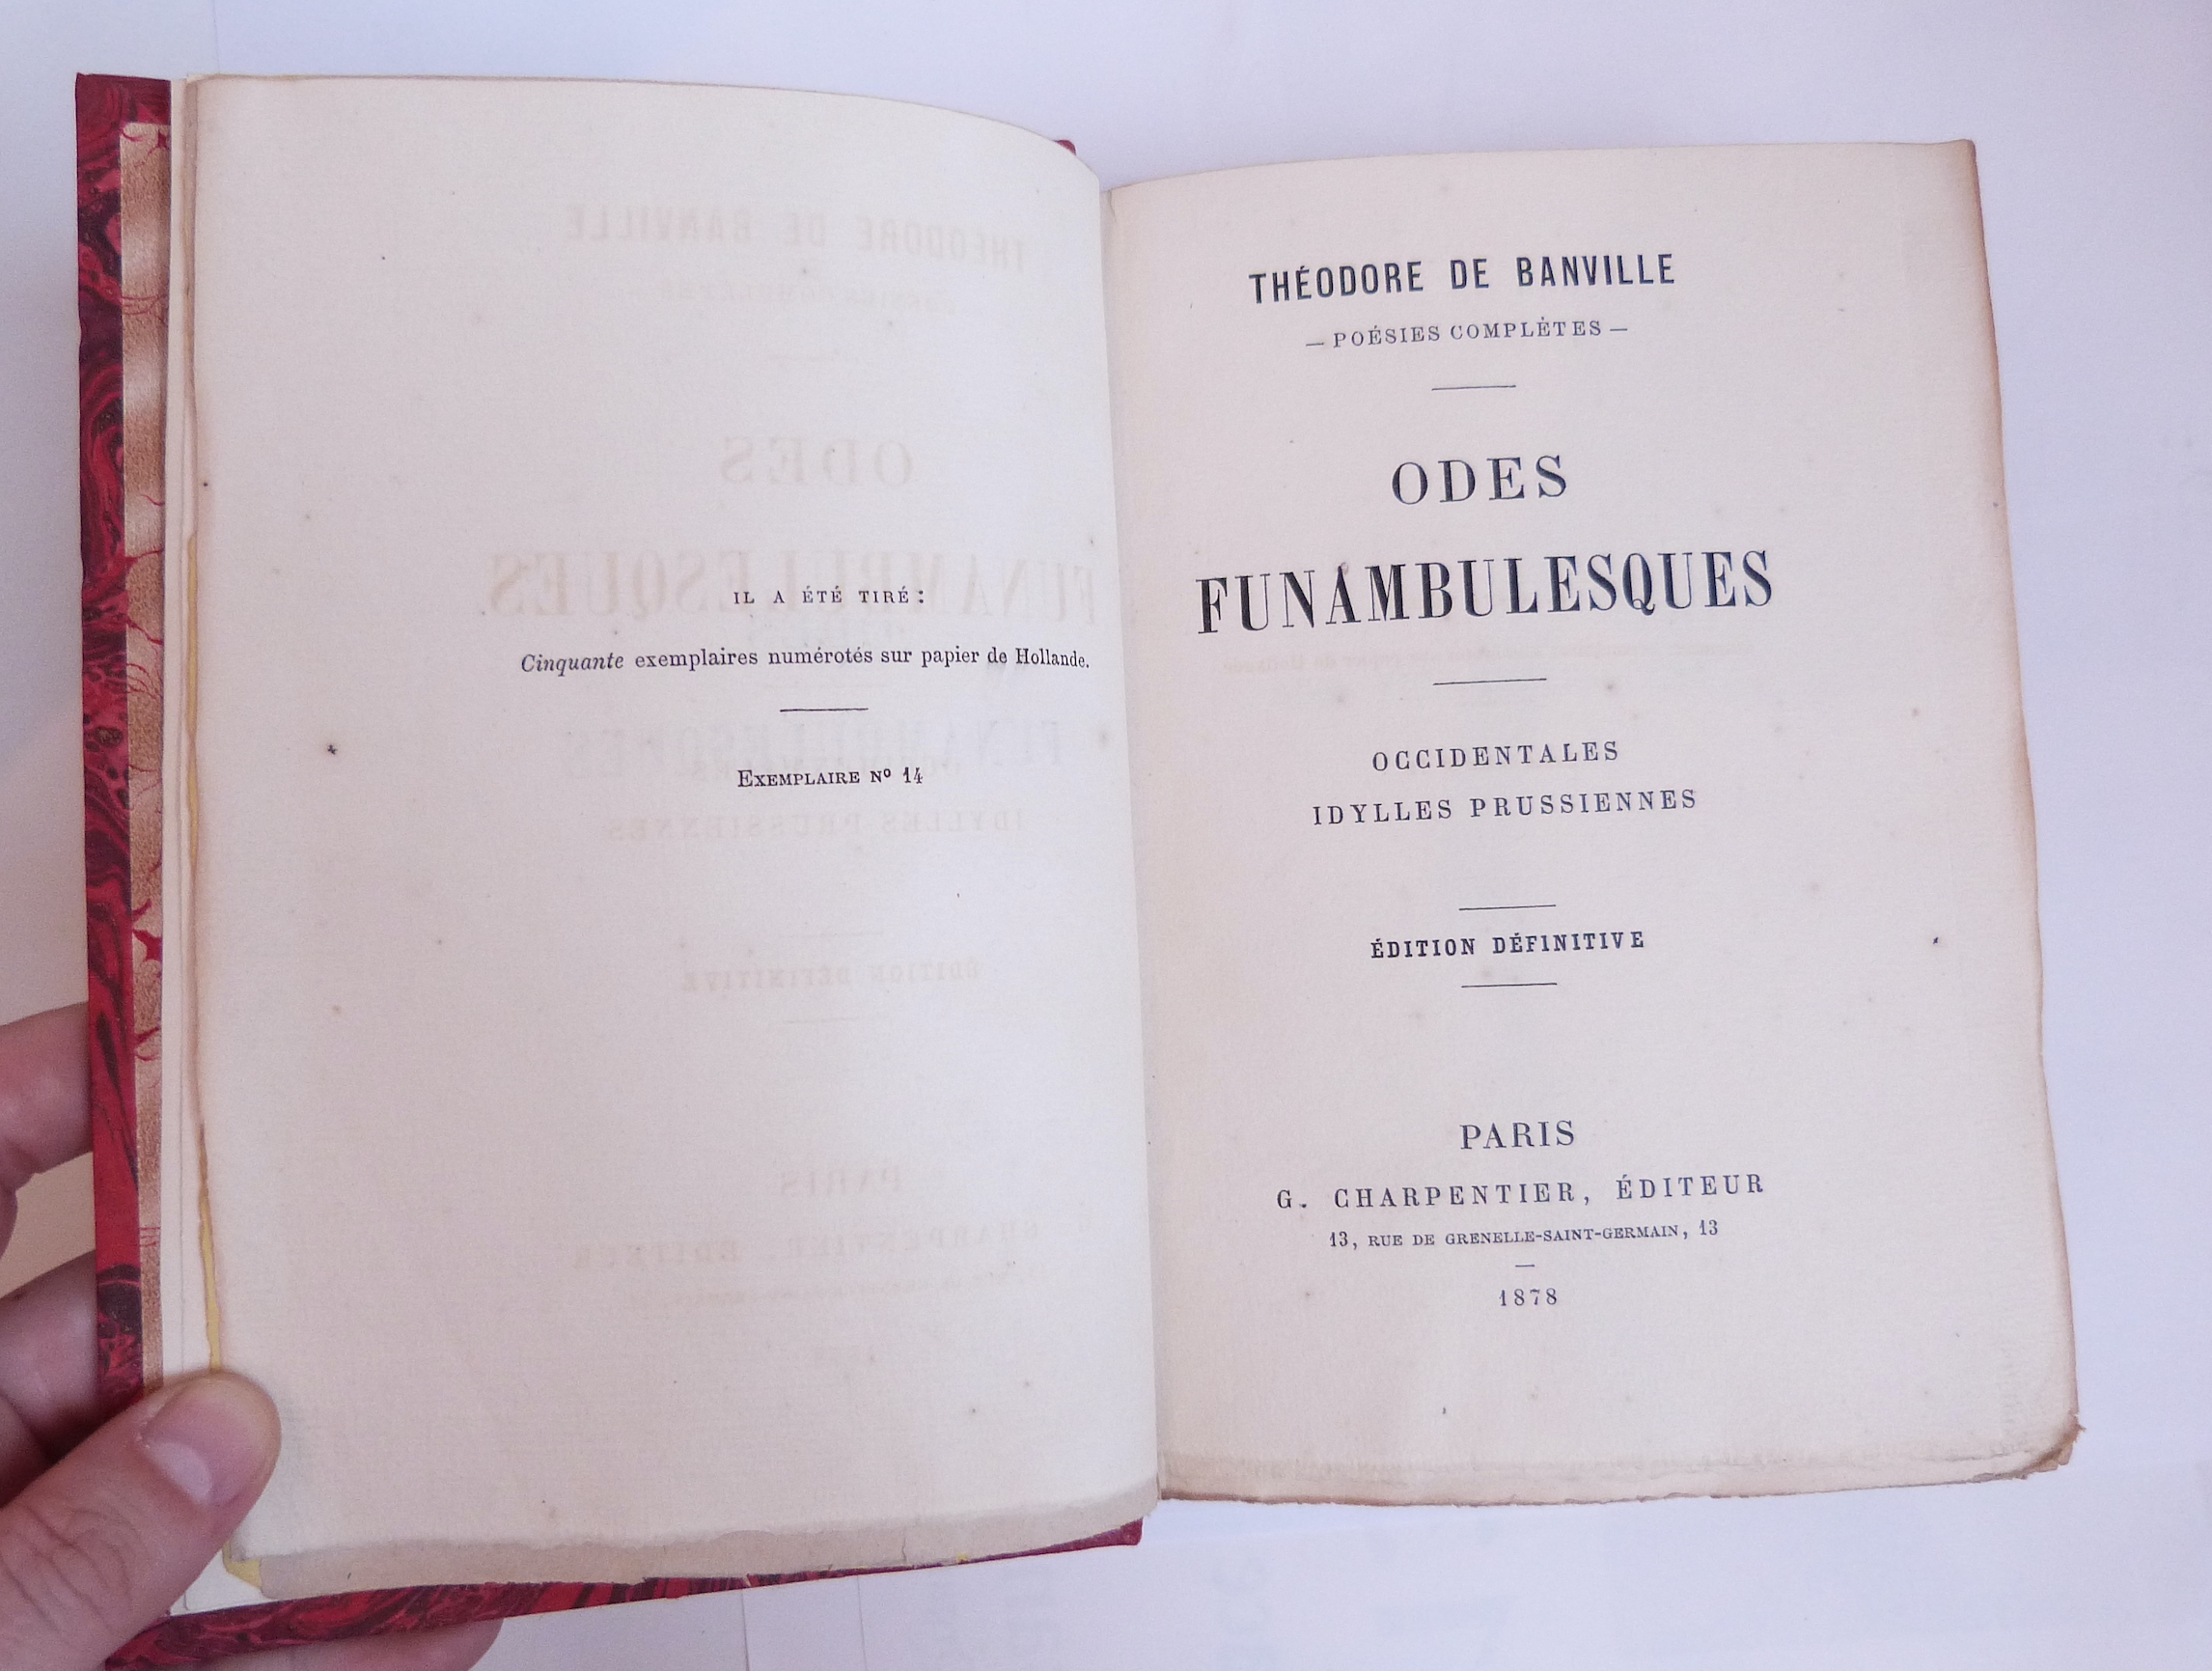 IL A ÉTÉ TIRÉ :
Cinquante exemplaires numérotés sur papier de Hollande.
EXEMPLAIRE Nº 14
THÉODORE DE BANVILLE
— POÉSIES COMPLÈTES —
ODES
FUNAMBULESQUES
OCCIDENTALES
IDYLLES PRUSSIENNES
ÉDITION DÉFINITIVE
PARIS
G. CHARPENTIER, ÉDITEUR
13, RUE DE GRENELLE-SAINT-GERMAIN, 13
1878